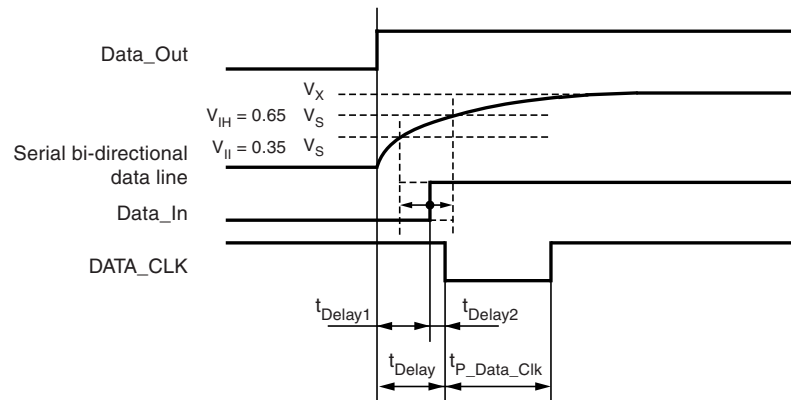 Data_Out
V_X
V_IH = 0.65 V_S
V_Il = 0.35 V_S
Serial bi-directional
data line
Data_In
DATA_CLK
t_Delay1
t_Delay2
t_Delay
t_P_Data_Clk